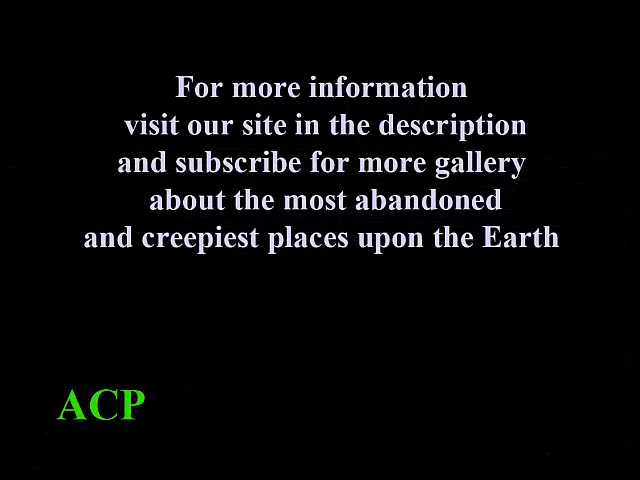 For more information
visit our site in the description
and subscribe for more gallery
about the most abandoned
and creepiest places upon the Earth
ACP